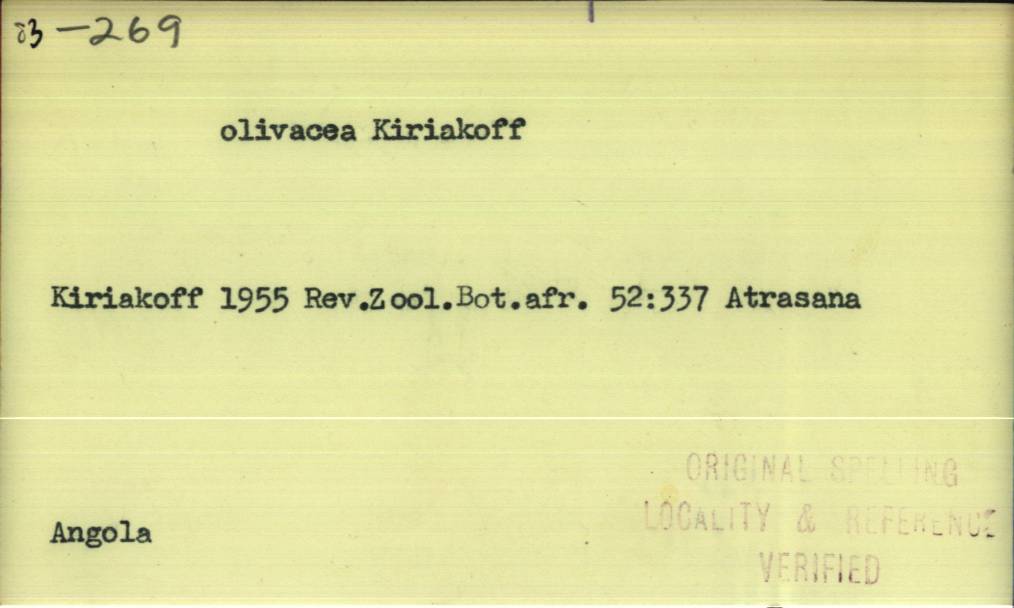 83-269
olivacea Kiriakoff
Kiriakoff 1955 Rev.Zool.Bot.afr. 52:337 Atrasana
Angola
ORIGINAL SPELLING
LOCALITY & REFERENCE
VERIFIED